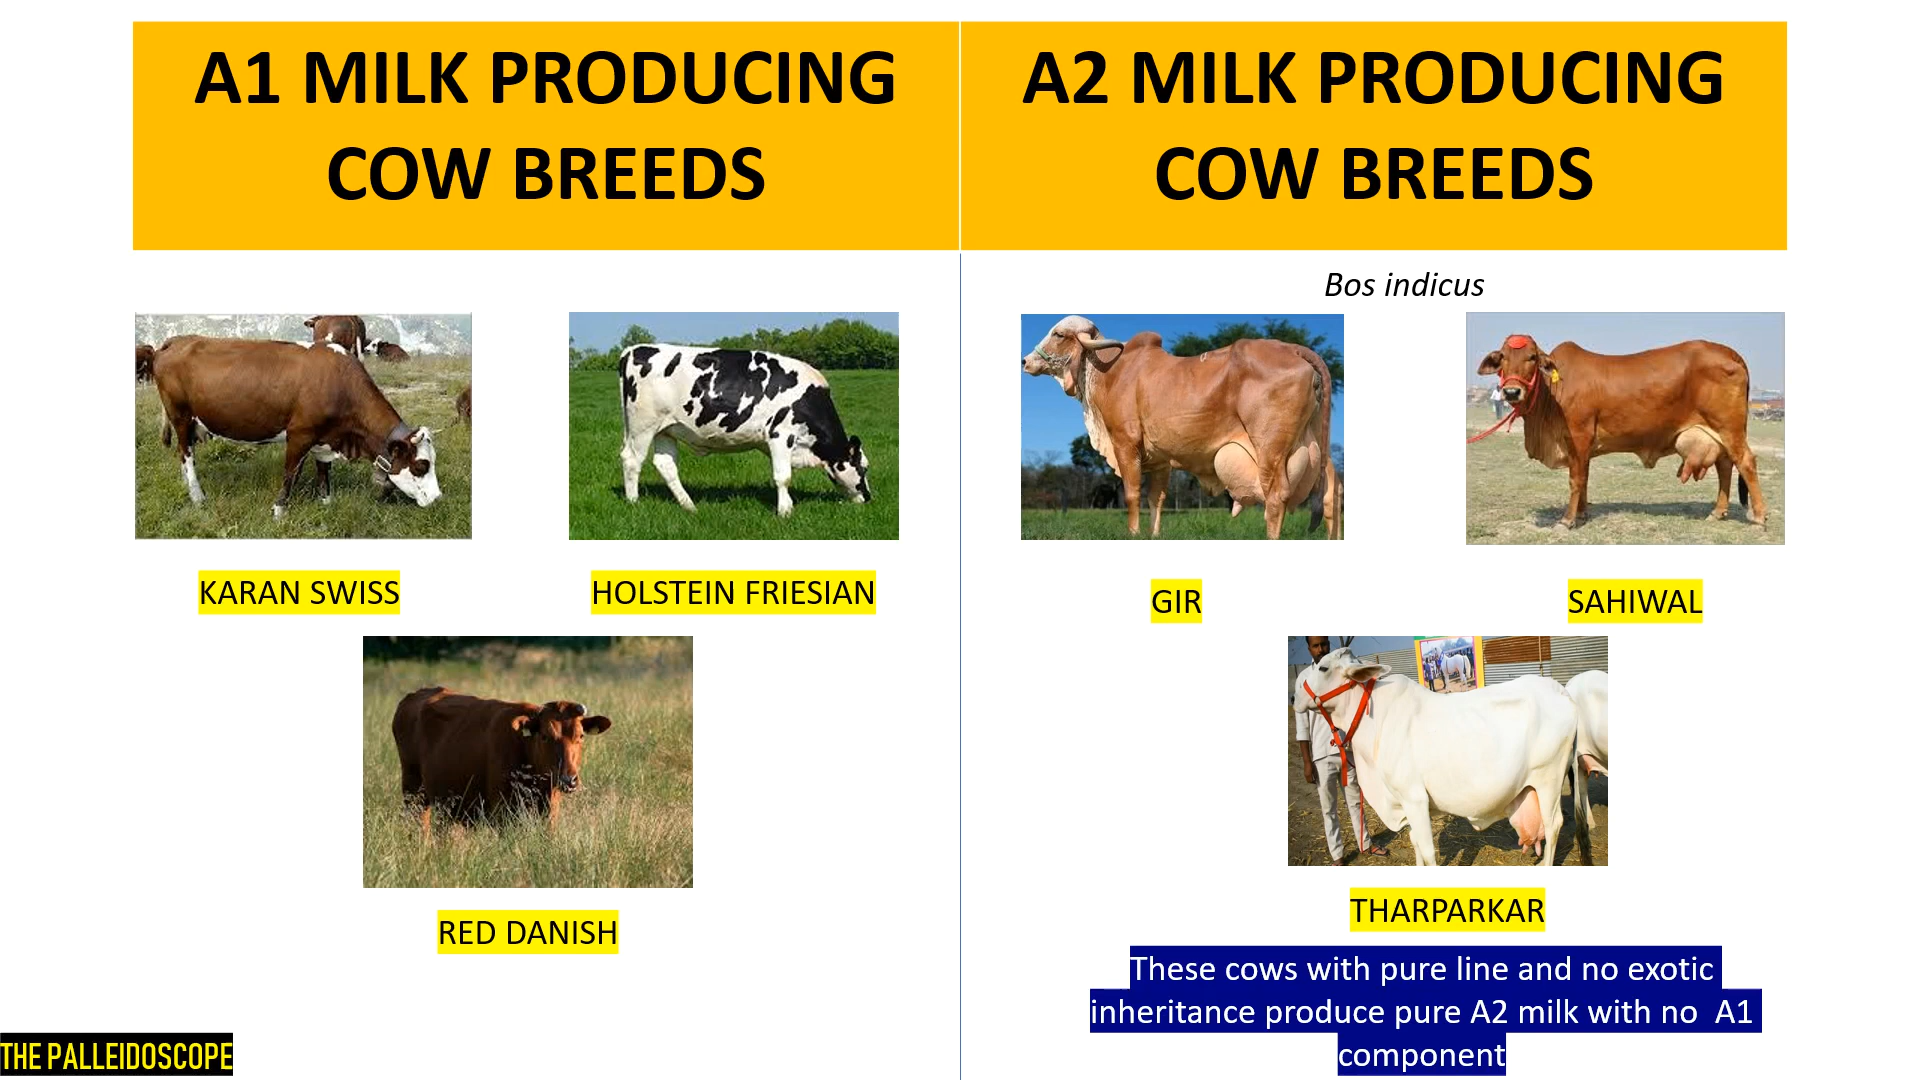 A1 MILK PRODUCING
COW BREEDS
A2 MILK PRODUCING
COW BREEDS
KARAN SWISS
HOLSTEIN FRIESIAN
RED DANISH
Bos indicus
GIR
SAHIWAL
THARPARKAR
These cows with pure line and no exotic
inheritance produce pure A2 milk with no  A1
component
THE PALLEIDOSCOPE